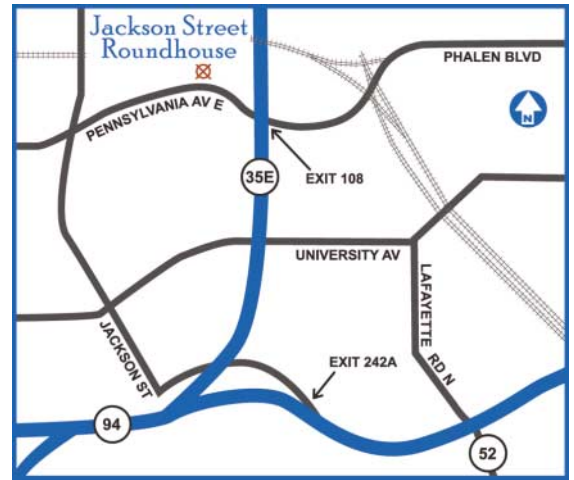 Jackson Street
Roundhouse
PHALEN BLVD
PENNSYLVANIA AV E
N
EXIT 108
35E
UNIVERSITY AV
LAFAYETTE
RD N
JACKSON ST
EXIT 242A
94
52